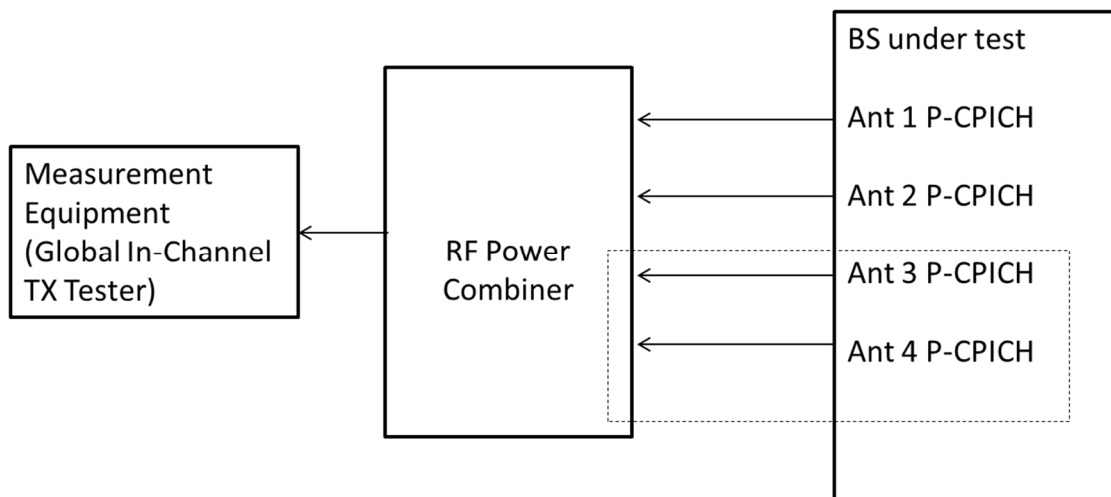 Measurement
Equipment
(Global In-Channel
TX Tester)
RF Power
Combiner
BS under test
Ant 1 P-CPICH
Ant 2 P-CPICH
Ant 3 P-CPICH
Ant 4 P-CPICH